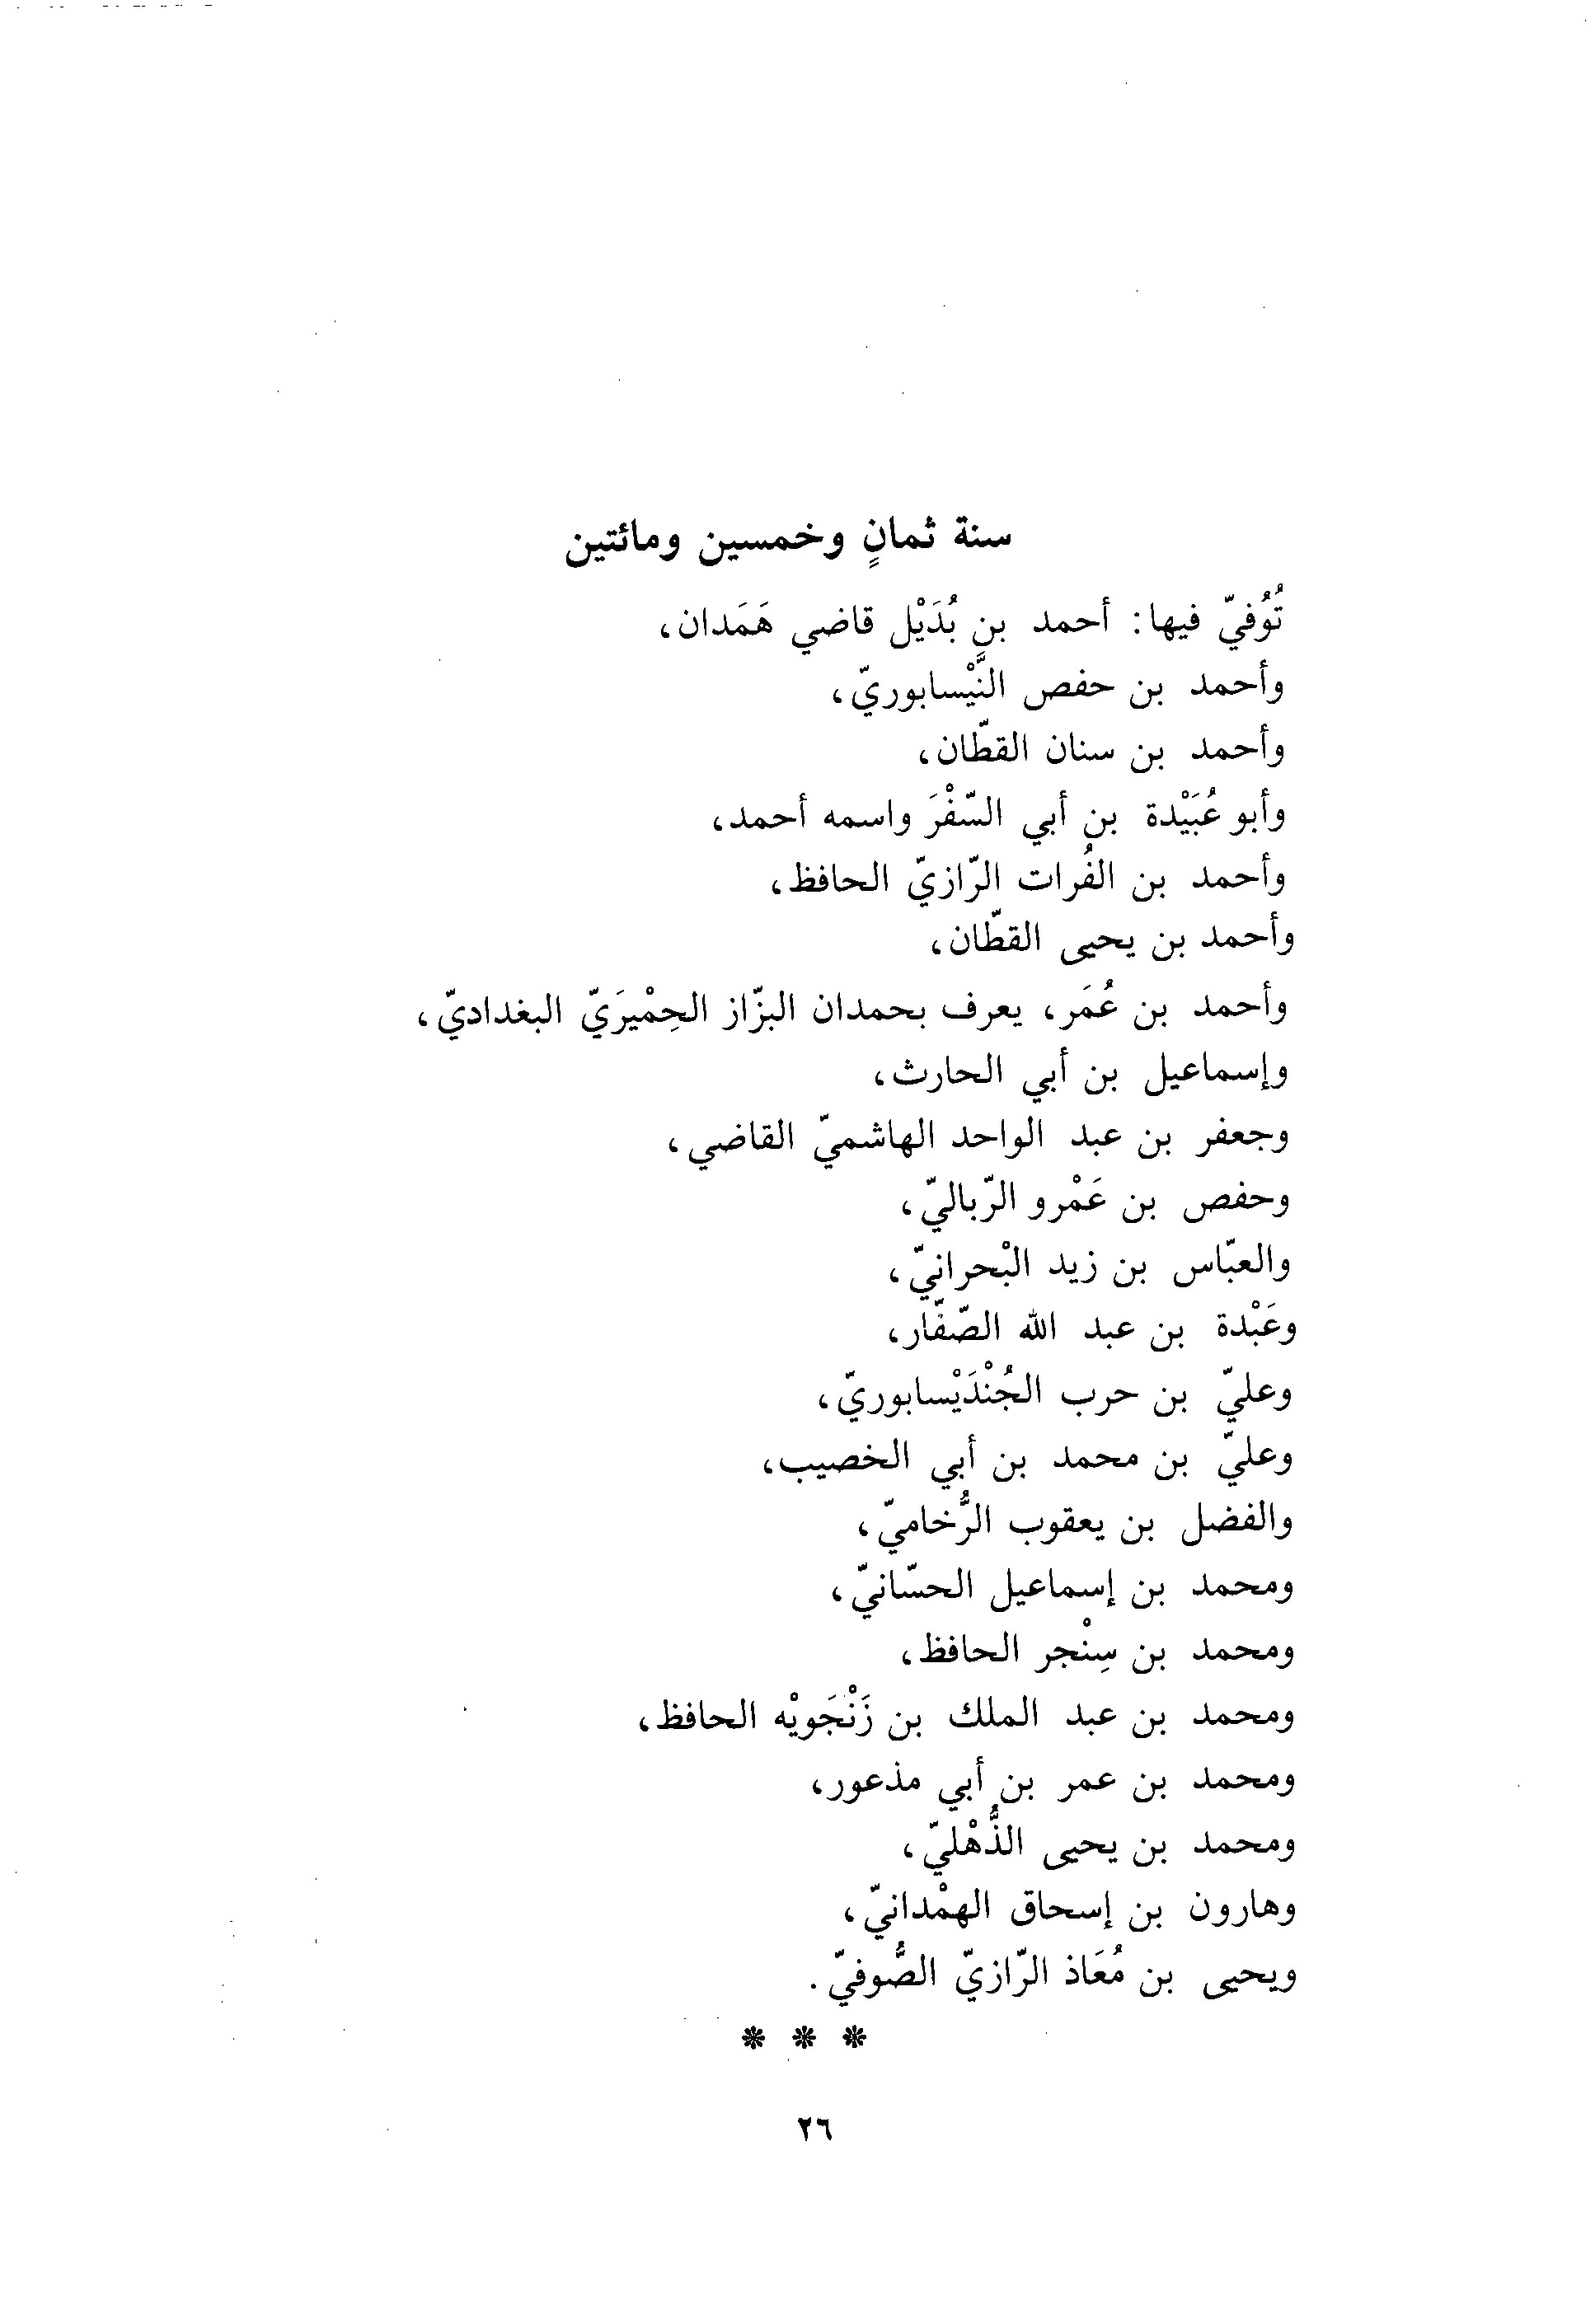 سنة ثمانٍ وخمسين ومائتين
تُوُفيّ فيها: أحمد بن بُدَيْل قاضي هَمَدان،
وأحمد بن حفص النَّيْسابوريّ،
وأحمد بن سنان القطّان،
وأبو عُبَيْدة بن أبي السّفْرَ واسمه أحمد،
وأحمد بن الفُرات الرّازيّ الحافظ،
وأحمد بن يحيى القطّان،
وأحمد بن عُمَر، يعرف بحمدان البزّاز الحِمْيرَيّ البغداديّ،
وإسماعيل بن أبي الحارث،
وجعفر بن عبد الواحد الهاشميّ القاضي،
وحفص بن عَمْرو الرّباليّ،
والعبّاس بن زيد البْحرانيّ،
وعَبْدة بن عبد الله الصّفّار،
وعليّ بن حرب الجُنْدَيْسابوريّ،
وعليّ بن محمد بن أبي الخصيب،
والفضل بن يعقوب الرُّخاميّ،
ومحمد بن إسماعيل الحسّانيّ،
ومحمد بن سِنْجر الحافظ،
ومحمد بن عبد الملك بن زَنْجَويْه الحافظ،
ومحمد بن عمر بن أبي مذعور،
ومحمد بن يحيى الذُّهْليّ،
وهارون بن إسحاق الهمْدانيّ،
ويحيى بن مُعَاذ الرّازيّ الصُّوفيّ.
* * *
٢٦